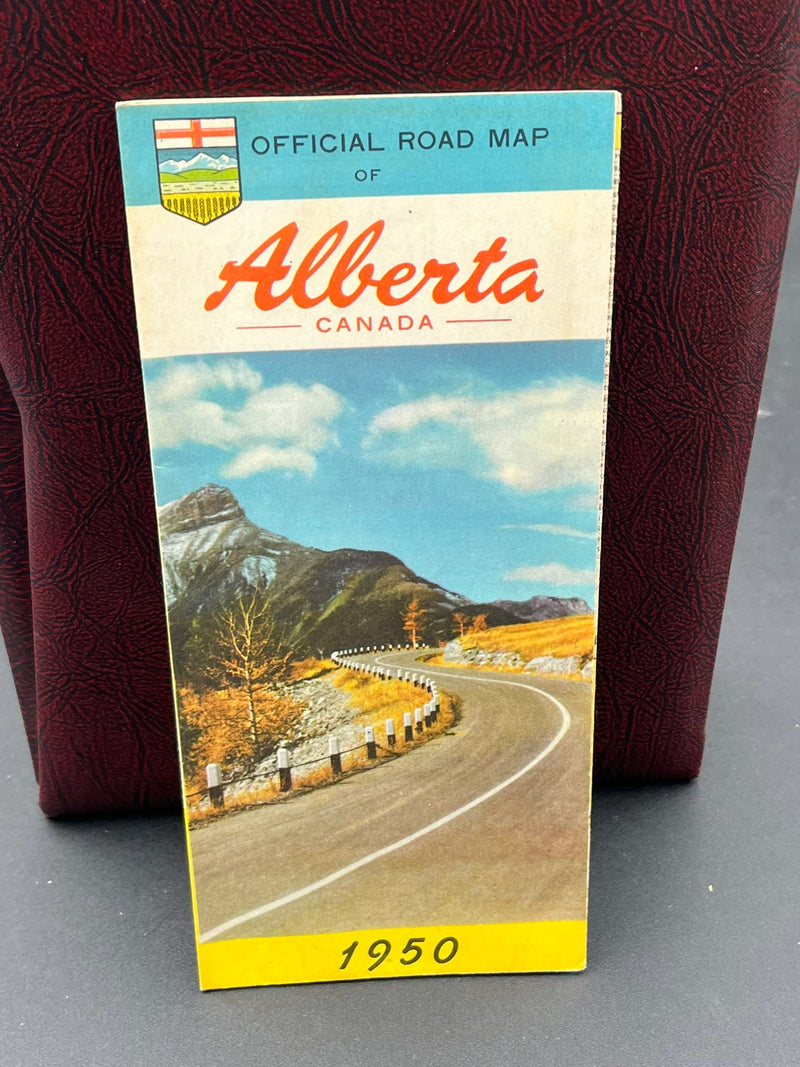 OFFICIAL ROAD MAP
OF
Alberta
CANADA
1950